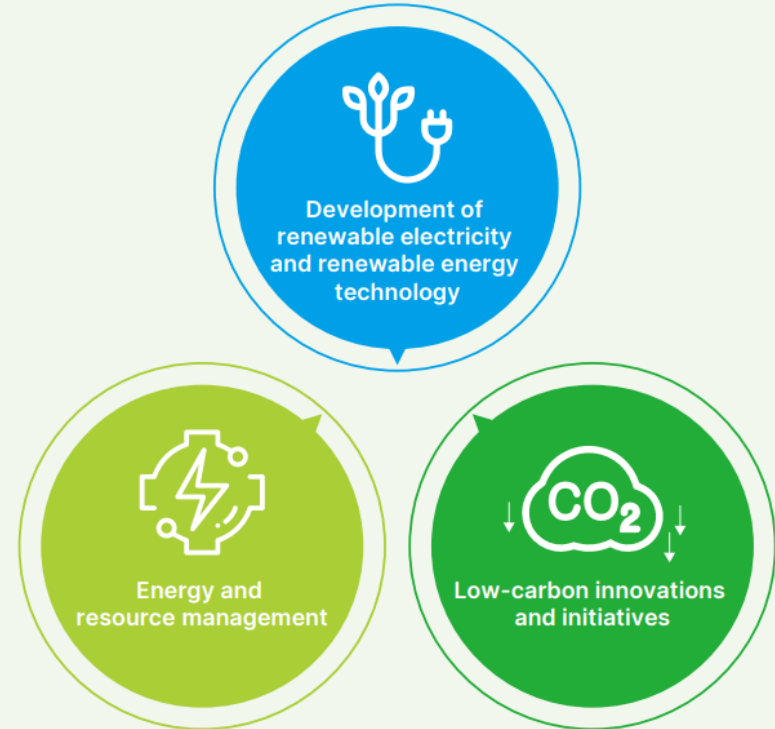 Development of
renewable electricity
and renewable energy
technology
Energy and
resource management
CO₂
Low-carbon innovations
and initiatives